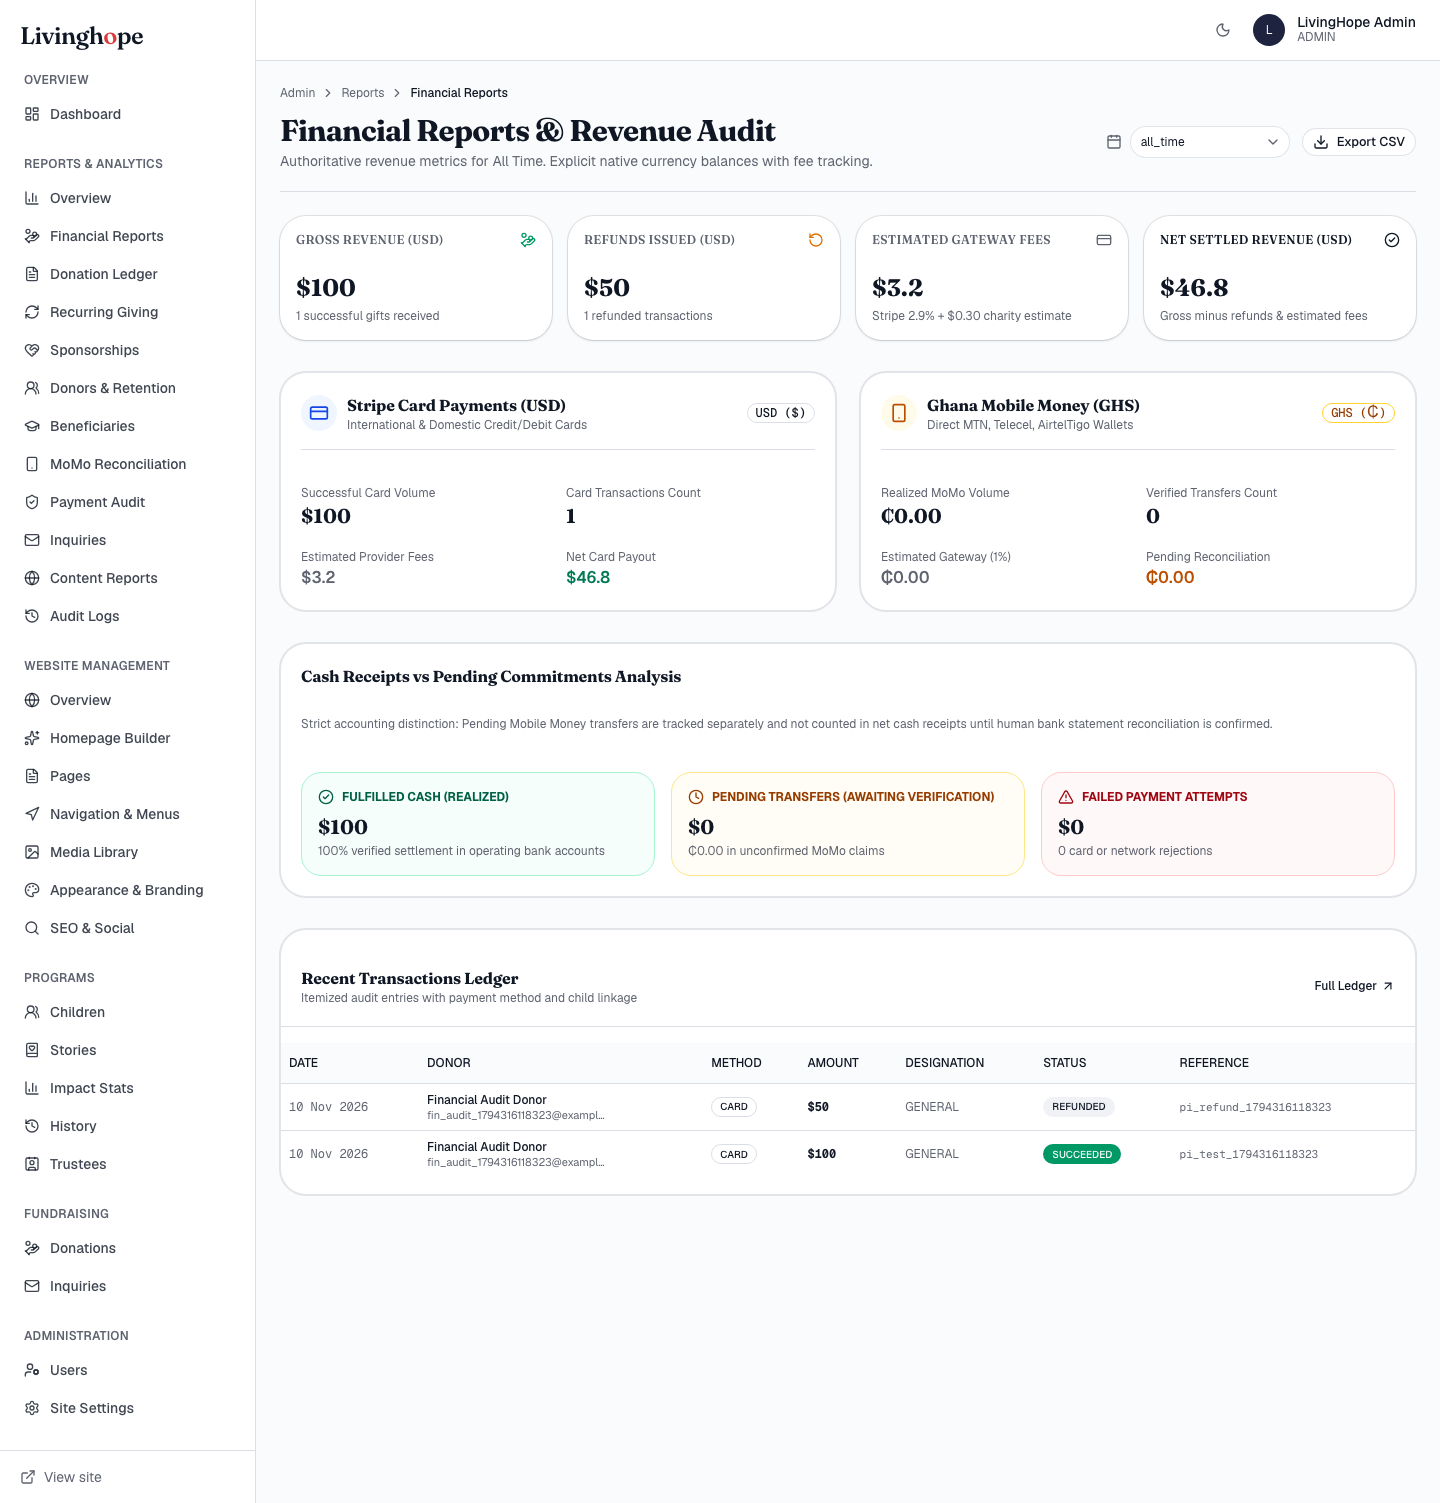 Livinghope
OVERVIEW
Dashboard
REPORTS & ANALYTICS
Overview
Financial Reports
Donation Ledger
Recurring Giving
Sponsorships
Donors & Retention
Beneficiaries
MoMo Reconciliation
Payment Audit
Inquiries
Content Reports
Audit Logs
WEBSITE MANAGEMENT
Overview
Homepage Builder
Pages
Navigation & Menus
Media Library
Appearance & Branding
SEO & Social
PROGRAMS
Children
Stories
Impact Stats
History
Trustees
FUNDRAISING
Donations
Inquiries
ADMINISTRATION
Users
Site Settings
View site
L
LivingHope Admin
ADMIN
Admin > Reports > Financial Reports
Financial Reports & Revenue Audit
Authoritative revenue metrics for All Time. Explicit native currency balances with fee tracking.
all_time
Export CSV
GROSS REVENUE (USD)
$100
1 successful gifts received
REFUNDS ISSUED (USD)
$50
1 refunded transactions
ESTIMATED GATEWAY FEES
$3.2
Stripe 2.9% + $0.30 charity estimate
NET SETTLED REVENUE (USD)
$46.8
Gross minus refunds & estimated fees
Stripe Card Payments (USD)
International & Domestic Credit/Debit Cards
USD ($)
Successful Card Volume
$100
Card Transactions Count
1
Estimated Provider Fees
$3.2
Net Card Payout
$46.8
Ghana Mobile Money (GHS)
Direct MTN, Telecel, AirtelTigo Wallets
GHS (₵)
Realized MoMo Volume
₵0.00
Verified Transfers Count
0
Estimated Gateway (1%)
₵0.00
Pending Reconciliation
₵0.00
Cash Receipts vs Pending Commitments Analysis
Strict accounting distinction: Pending Mobile Money transfers are tracked separately and not counted in net cash receipts until human bank statement reconciliation is confirmed.
FULFILLED CASH (REALIZED)
$100
100% verified settlement in operating bank accounts
PENDING TRANSFERS (AWAITING VERIFICATION)
$0
₵0.00 in unconfirmed MoMo claims
FAILED PAYMENT ATTEMPTS
$0
0 card or network rejections
Recent Transactions Ledger
Itemized audit entries with payment method and child linkage
Full Ledger
DATE DONOR METHOD AMOUNT DESIGNATION STATUS REFERENCE
10 Nov 2026 Financial Audit Donor CARD $50 GENERAL REFUNDED pi_refund_1794316118323
fin_audit_1794316118323@exampl...
10 Nov 2026 Financial Audit Donor CARD $100 GENERAL SUCCEEDED pi_test_1794316118323
fin_audit_1794316118323@exampl...